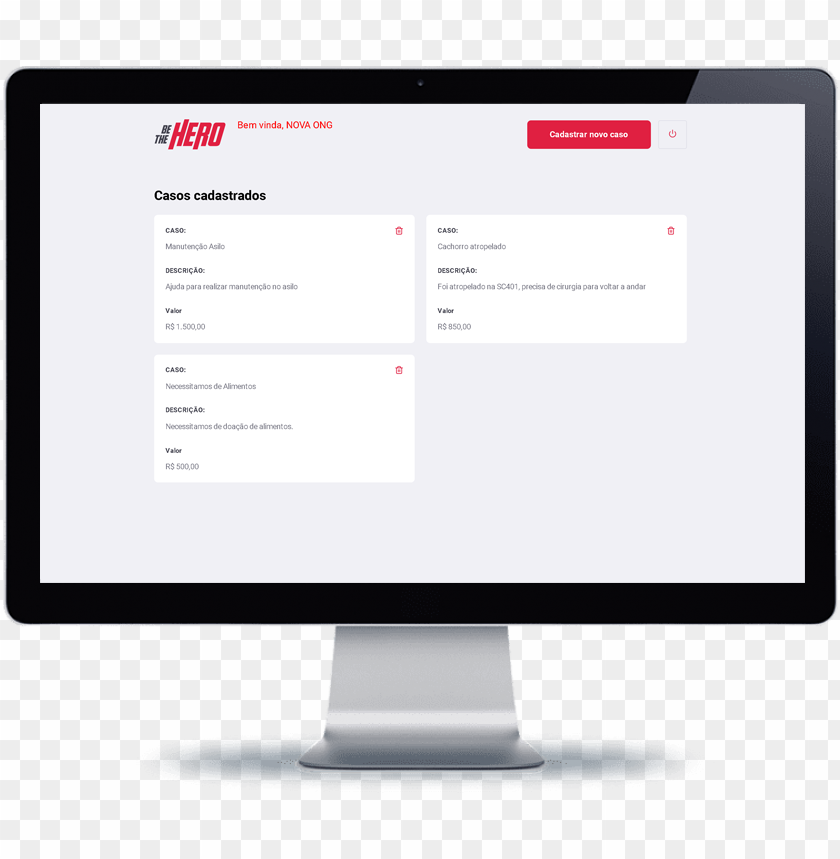 BE
THE HERO
Bem vinda, NOVA ONG
Cadastrar novo caso
Casos cadastrados
CASO:
Manutenção Asilo
DESCRIÇÃO:
Ajuda para realizar manutenção no asilo
Valor
R$ 1.500,00
CASO:
Cachorro atropelado
DESCRIÇÃO:
Foi atropelado na SC401, precisa de cirurgia para voltar a andar
Valor
R$ 850,00
CASO:
Necessitamos de Alimentos
DESCRIÇÃO:
Necessitamos de doação de alimentos.
Valor
R$ 500,00